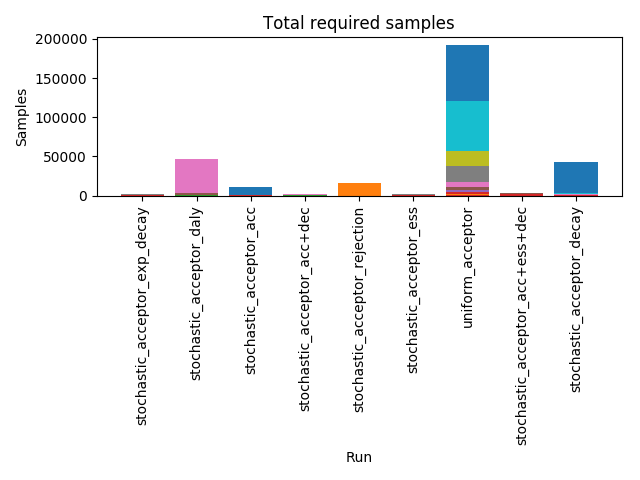 Total required samples
Samples
200000
150000
100000
50000
0
stochastic_acceptor_exp_decay
stochastic_acceptor_daly
stochastic_acceptor_acc
stochastic_acceptor_acc+dec
stochastic_acceptor_rejection
stochastic_acceptor_ess
uniform_acceptor
stochastic_acceptor_acc+ess+dec
stochastic_acceptor_decay
Run